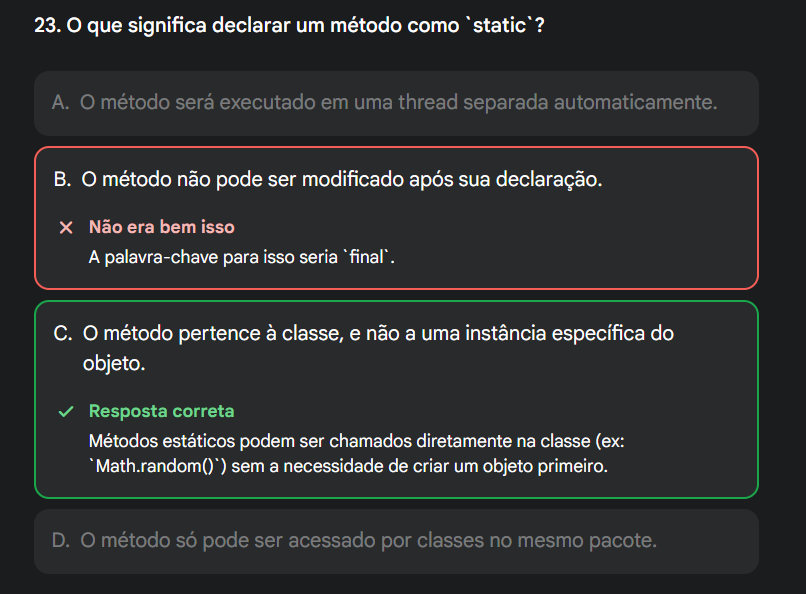 23. O que significa declarar um método como `static`?
A. O método será executado em uma thread separada automaticamente.
B. O método não pode ser modificado após sua declaração.
Não era bem isso
A palavra-chave para isso seria `final`.
C. O método pertence à classe, e não a uma instância específica do
objeto.
Resposta correta
Métodos estáticos podem ser chamados diretamente na classe (ex:
`Math.random()`) sem a necessidade de criar um objeto primeiro.
D. O método só pode ser acessado por classes no mesmo pacote.